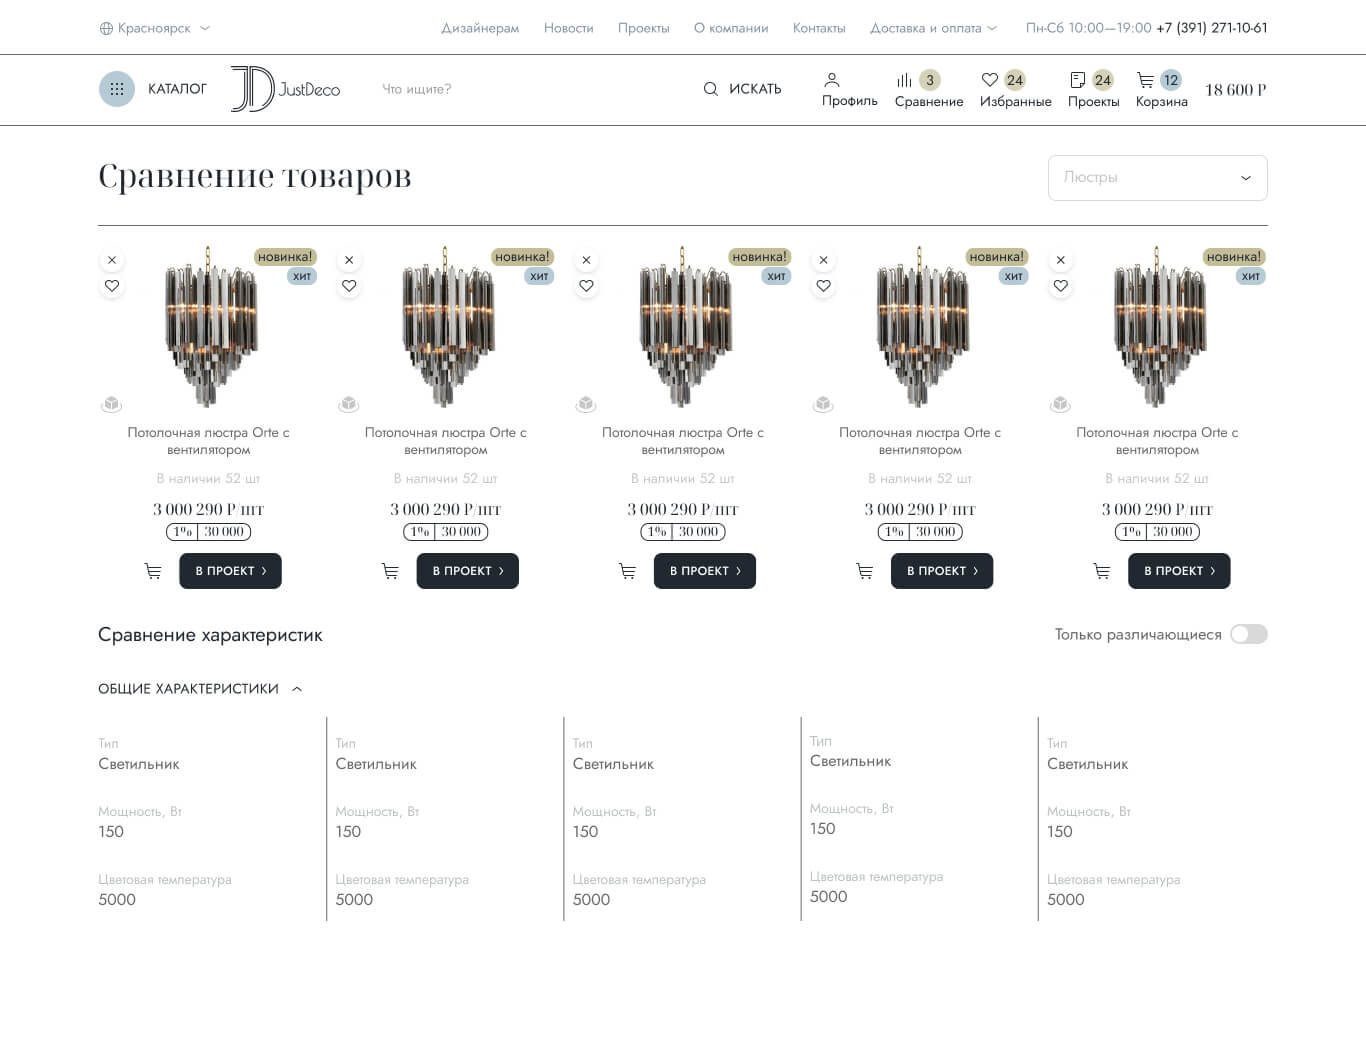 Красноярск
Дизайнерам Новости Проекты О компании Контакты Доставка и оплата Пн-Сб 10:00—19:00 +7 (391) 271-10-61
КАТАЛОГ JD JustDeco Что ищите? ИСКАТЬ
3 24 24 12
Профиль Сравнение Избранные Проекты Корзина 18 600 ₽
Сравнение товаров
Люстры
новинка! новинка! новинка! новинка! новинка!
хит хит хит хит хит
Потолочная люстра Orte с Потолочная люстра Orte с Потолочная люстра Orte с Потолочная люстра Orte с Потолочная люстра Orte с
вентилятором вентилятором вентилятором вентилятором вентилятором
В наличии 52 шт В наличии 52 шт В наличии 52 шт В наличии 52 шт В наличии 52 шт
3 000 290 ₽/шт 3 000 290 ₽/шт 3 000 290 ₽/шт 3 000 290 ₽/шт 3 000 290 ₽/шт
1% 30 000 1% 30 000 1% 30 000 1% 30 000 1% 30 000
В ПРОЕКТ В ПРОЕКТ В ПРОЕКТ В ПРОЕКТ В ПРОЕКТ
Сравнение характеристик
Только различающиеся
ОБЩИЕ ХАРАКТЕРИСТИКИ
Тип Тип Тип Тип Тип
Светильник Светильник Светильник Светильник Светильник
Мощность, Вт Мощность, Вт Мощность, Вт Мощность, Вт Мощность, Вт
150 150 150 150 150
Цветовая температура Цветовая температура Цветовая температура Цветовая температура Цветовая температура
5000 5000 5000 5000 5000